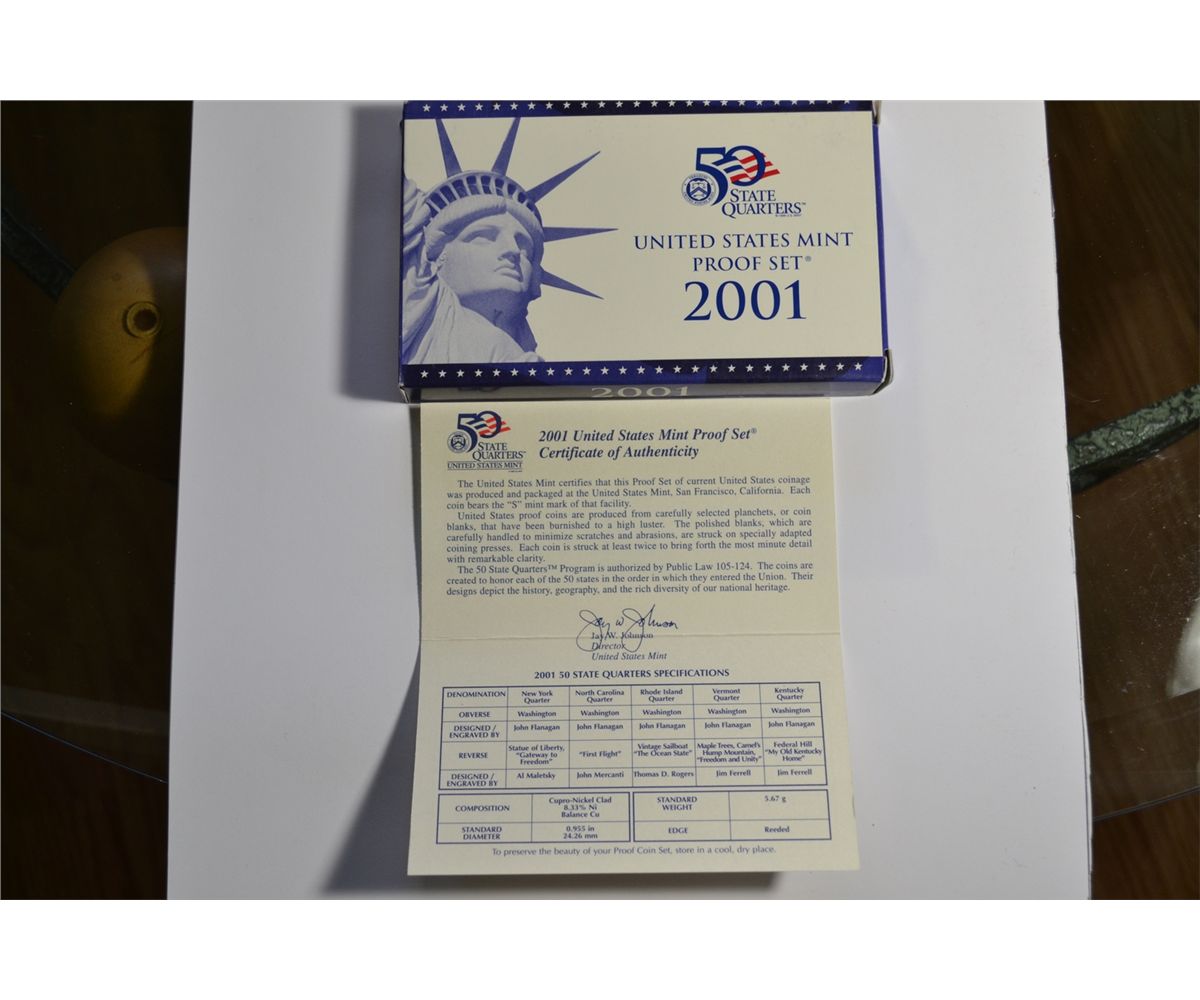 50
STATE
QUARTERS™
UNITED STATES MINT
PROOF SET®
2001
2001
50
STATE
QUARTERS™
UNITED STATES MINT
2001 United States Mint Proof Set®
Certificate of Authenticity
The United States Mint certifies that this Proof Set of current United States coinage
was produced and packaged at the United States Mint, San Francisco, California. Each
coin bears the “S” mint mark of that facility.
United States proof coins are produced from carefully selected planchets, or coin
blanks, that have been burnished to a high luster. The polished blanks, which are
carefully handled to minimize scratches and abrasions, are struck on specially adapted
coining presses. Each coin is struck at least twice to bring forth the most minute detail
with remarkable clarity.
The 50 State Quarters™ Program is authorized by Public Law 105-124. The coins are
created to honor each of the 50 states in the order in which they entered the Union. Their
designs depict the history, geography, and the rich diversity of our national heritage.
Jay W Johnson
Jay W. Johnson
Director
United States Mint
2001 50 STATE QUARTERS SPECIFICATIONS
DENOMINATION New York Quarter North Carolina Quarter Rhode Island Quarter Vermont Quarter Kentucky Quarter
OBVERSE Washington Washington Washington Washington Washington
DESIGNED / ENGRAVED BY John Flanagan John Flanagan John Flanagan John Flanagan John Flanagan
REVERSE Statue of Liberty, “Gateway to Freedom” “First Flight” Vintage Sailboat “The Ocean State” Maple Trees, Camel's Hump Mountain, “Freedom and Unity” Federal Hill “My Old Kentucky Home”
DESIGNED / ENGRAVED BY Al Maletsky John Mercanti Thomas D. Rogers Jim Ferrell Jim Ferrell
COMPOSITION Cupro-Nickel Clad 8.33% Ni Balance Cu STANDARD WEIGHT 5.67 g
STANDARD DIAMETER 0.955 in 24.26 mm EDGE Reeded
To preserve the beauty of your Proof Coin Set, store in a cool, dry place.